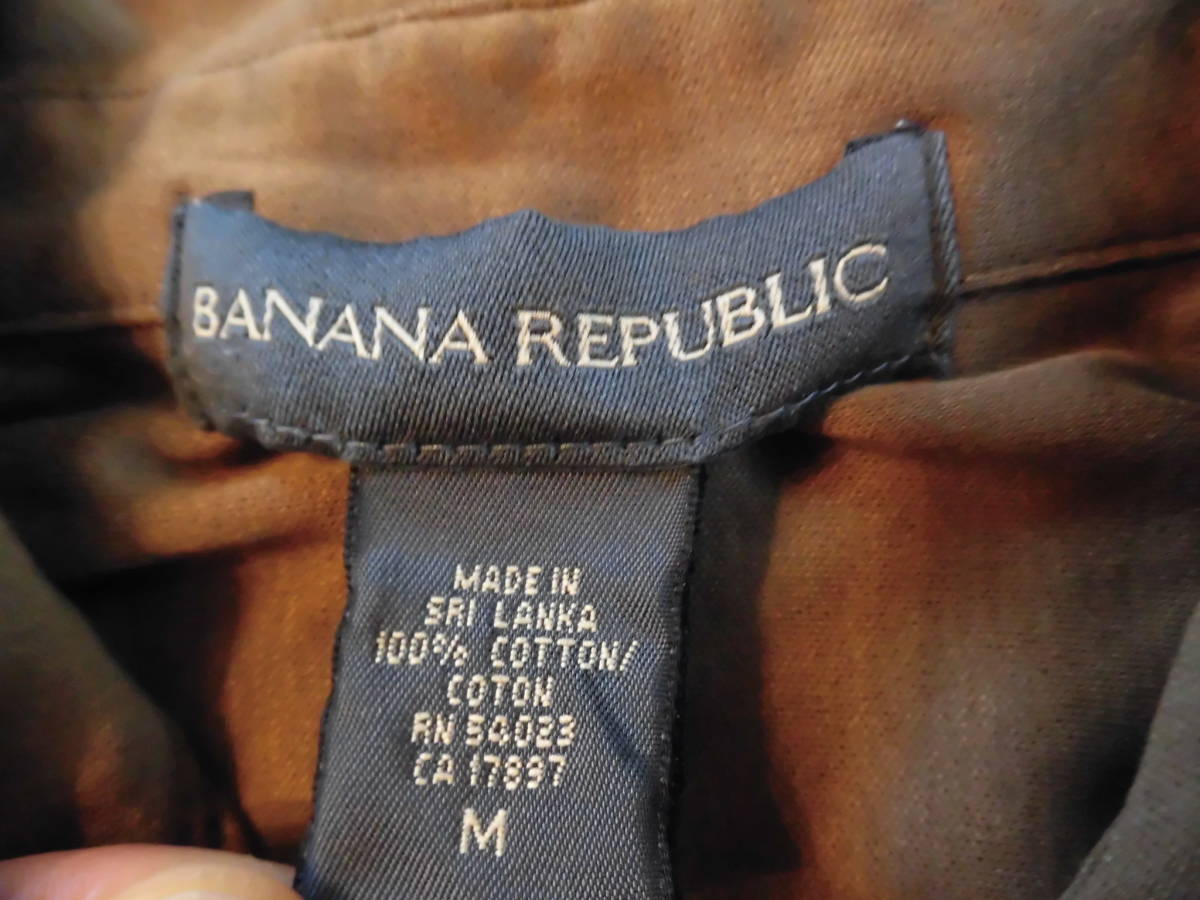 BANANA REPUBLIC
MADE IN
SRI LANKA
100% COTTON/
COTON
RN 54023
CA 17897
M